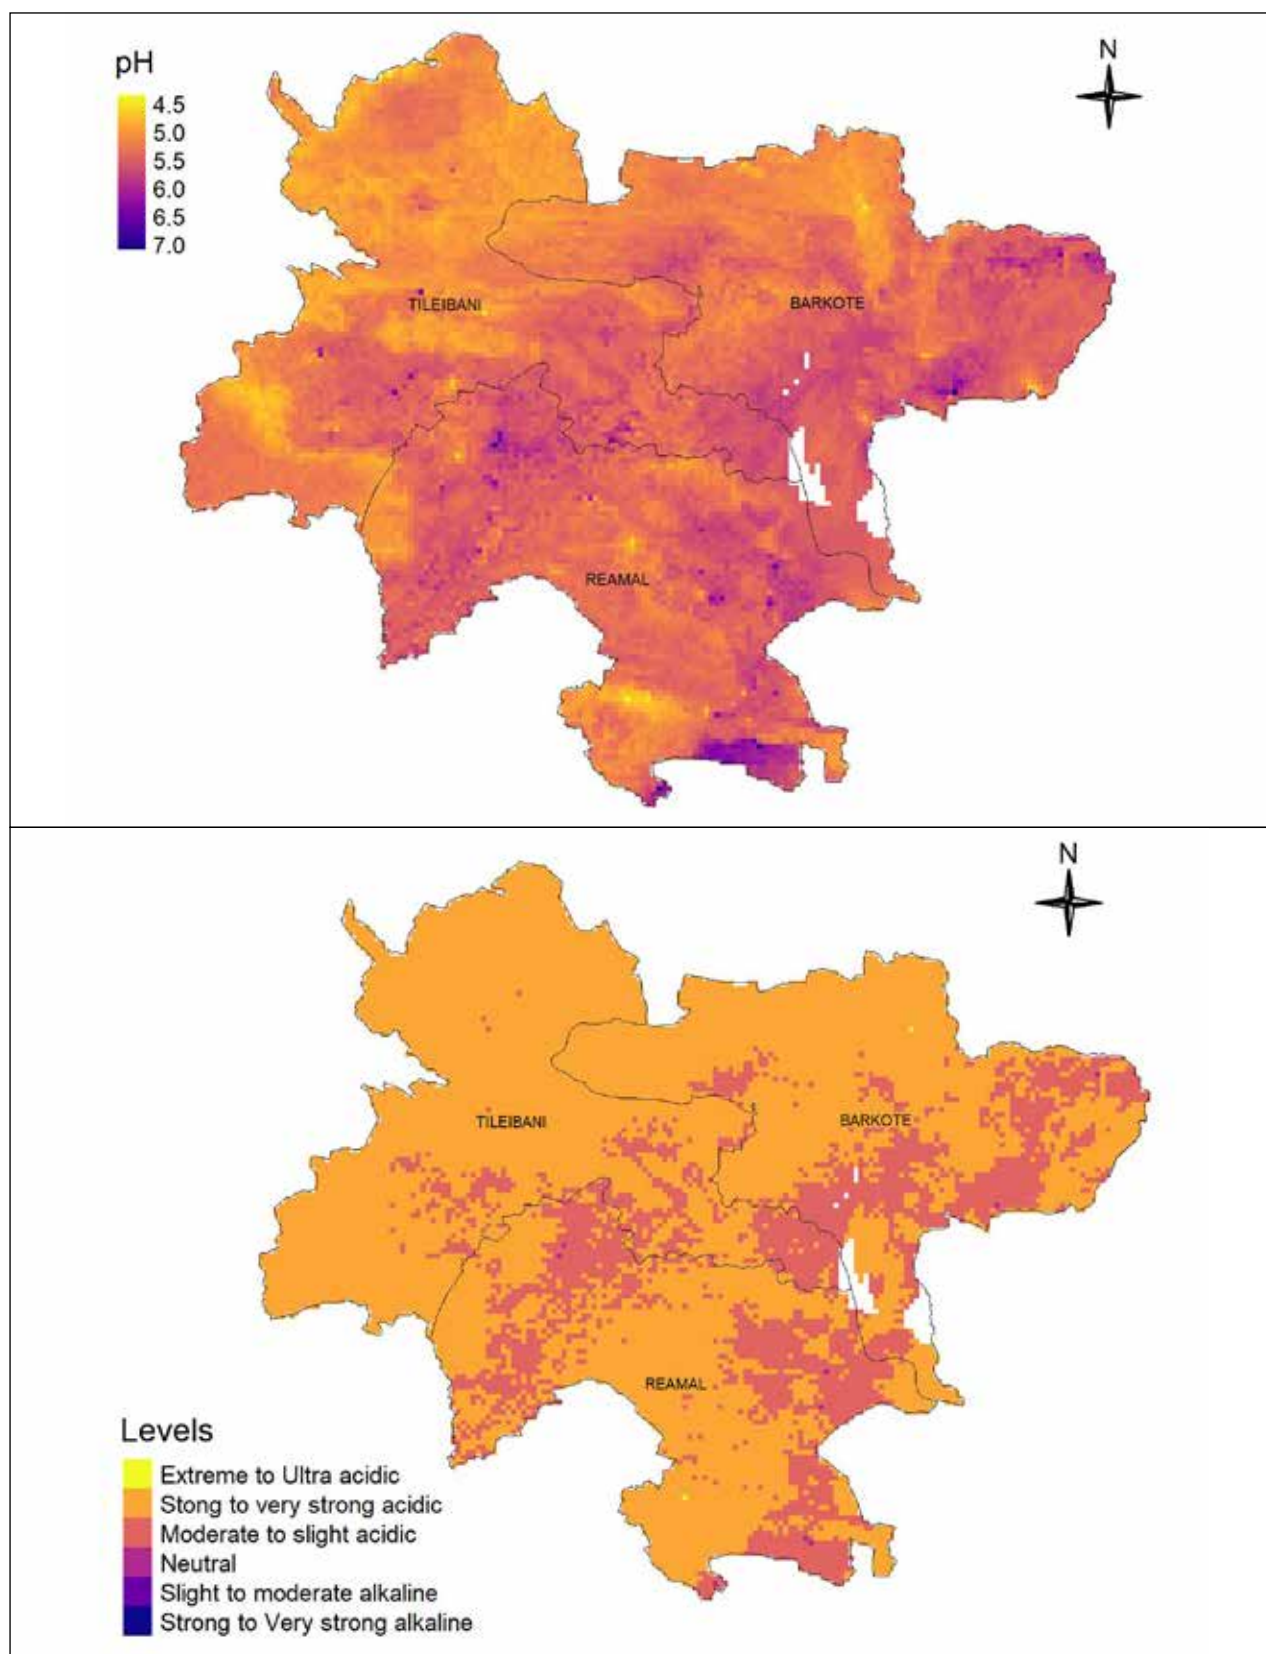 N
pH
4.5
5.0
5.5
6.0
6.5
7.0
TILEIBANI
BARKOTE
REAMAL
N
TILEIBANI
BARKOTE
REAMAL
Levels
Extreme to Ultra acidic
Stong to very strong acidic
Moderate to slight acidic
Neutral
Slight to moderate alkaline
Strong to Very strong alkaline